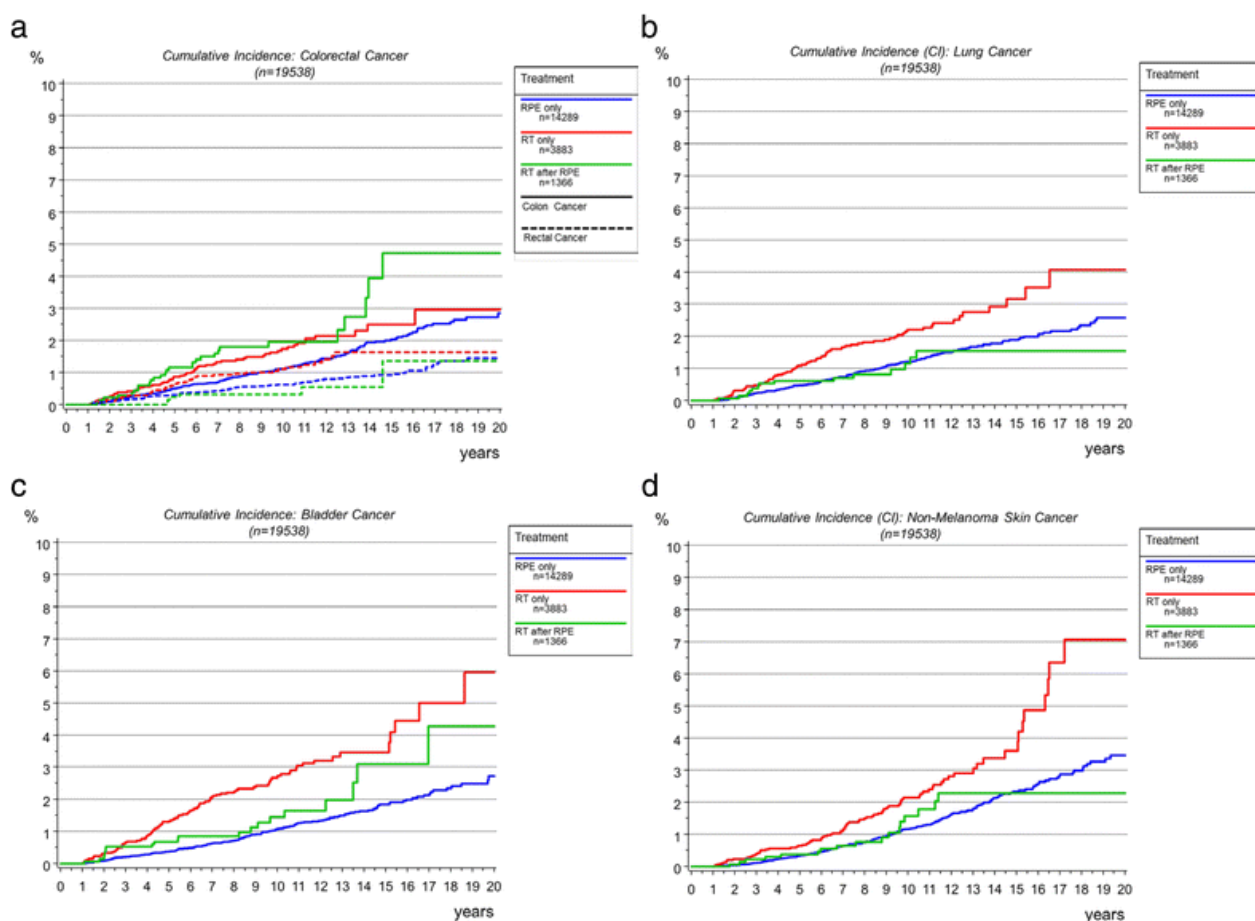 a
Cumulative Incidence: Colorectal Cancer
(n=19538)
%
10
9
8
7
6
5
4
3
2
1
0
0 1 2 3 4 5 6 7 8 9 10 11 12 13 14 15 16 17 18 19 20
years
Treatment
RPE only
n=14289
RT only
n=3883
RT after RPE
n=1366
Colon Cancer
Rectal Cancer
b
Cumulative Incidence (CI): Lung Cancer
(n=19538)
%
10
9
8
7
6
5
4
3
2
1
0
0 1 2 3 4 5 6 7 8 9 10 11 12 13 14 15 16 17 18 19 20
years
Treatment
RPE only
n=14289
RT only
n=3883
RT after RPE
n=1366
c
Cumulative Incidence: Bladder Cancer
(n=19538)
%
10
9
8
7
6
5
4
3
2
1
0
0 1 2 3 4 5 6 7 8 9 10 11 12 13 14 15 16 17 18 19 20
years
Treatment
RPE only
n=14289
RT only
n=3883
RT after RPE
n=1366
d
Cumulative Incidence (CI): Non-Melanoma Skin Cancer
(n=19538)
%
10
9
8
7
6
5
4
3
2
1
0
0 1 2 3 4 5 6 7 8 9 10 11 12 13 14 15 16 17 18 19 20
years
Treatment
RPE only
n=14289
RT only
n=3883
RT after RPE
n=1366